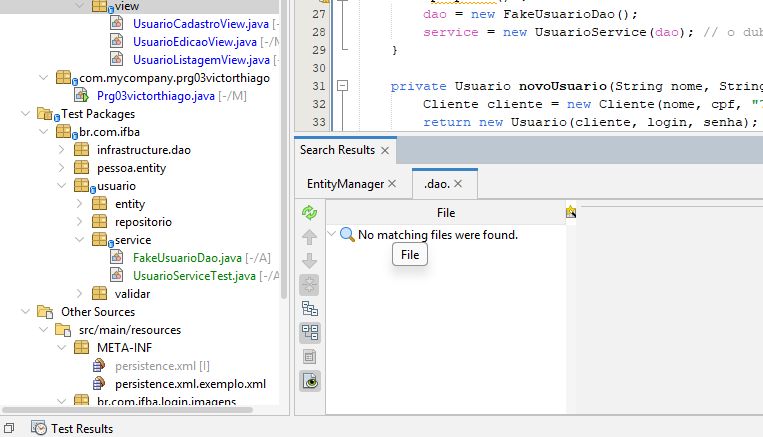 view
UsuarioCadastroView.java [-/M]
UsuarioEdicaoView.java [-/M
UsuarioListagemView.java [-/
com.mycompany.prg03victorthiago
Prg03victorthiago.java [-/M]
Test Packages
br.com.ifba
infrastructure.dao
pessoa.entity
usuario
entity
repositorio
service
FakeUsuarioDao.java [-/A]
UsuarioServiceTest.java [-/A
validar
Other Sources
src/main/resources
META-INF
persistence.xml [I]
persistence.xml.exemplo.xml
br.com.ifba.login.imagens
27 dao = new FakeUsuarioDao();
28 service = new UsuarioService(dao); // o dub
29 }
30
31 private Usuario novoUsuario(String nome, String
32 Cliente cliente = new Cliente(nome, cpf, "7
33 return new Usuario(cliente, login, senha);
Search Results
EntityManager
.dao.
File
No matching files were found.
File
Test Results